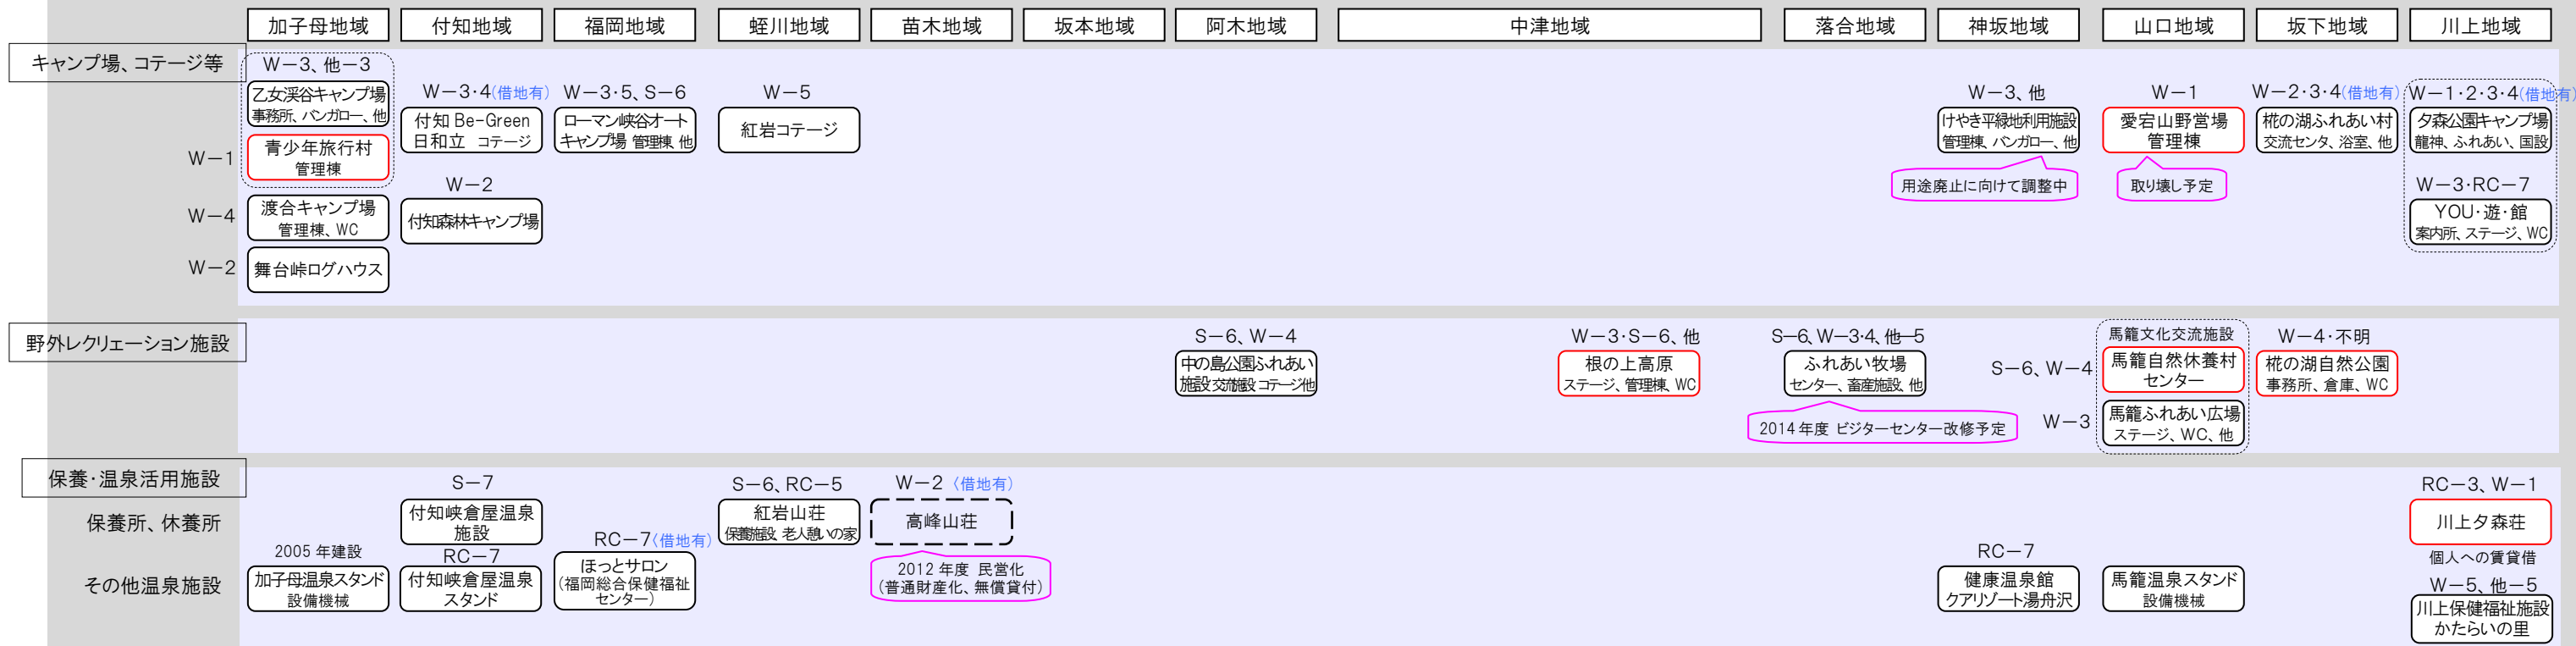 加子母地域 付知地域 福岡地域 蛭川地域 苗木地域 坂本地域 阿木地域 中津地域 落合地域 神坂地域 山口地域 坂下地域 川上地域
キャンプ場、コテージ等
W－3、他－3
乙女渓谷キャンプ場
事務所、バンガロー、他
W－1
青少年旅行村
管理棟
W－4
渡合キャンプ場
管理棟、WC
W－2
舞台峠ログハウス
W－3･4(借地有)
付知 Be-Green
日和立 コテージ
W－2
付知森林キャンプ場
W－3･5、S－6
ローマン峡谷オート
キャンプ場 管理棟、他
W－5
紅岩コテージ
W－3、他
けやき平緑地利用施設
管理棟、バンガロー、他
用途廃止に向けて調整中
W－1
愛宕山野営場
管理棟
取り壊し予定
W－2･3･4(借地有)
椛の湖ふれあい村
交流センタ、浴室、他
W－1･2･3･4(借地有)
夕森公園キャンプ場
龍神、ふれあい、国設
W－3･RC－7
YOU･遊･館
案内所、ステージ、WC
野外レクリェーション施設
S－6、W－4
中の島公園ふれあい
施設 交流施設 コテージ他
W－3･S－6、他
根の上高原
ステージ、管理棟、WC
S－6、W－3･4、他－5
ふれあい牧場
センター、畜産施設、他
2014 年度 ビジターセンター改修予定
馬籠文化交流施設
S－6、W－4
馬籠自然休養村
センター
W－3
馬籠ふれあい広場
ステージ、WC、他
W－4･不明
椛の湖自然公園
事務所、倉庫、WC
保養･温泉活用施設
保養所、休養所
S－7
付知峡倉屋温泉
施設
S－6、RC－5
紅岩山荘
保養施設、老人憩いの家
W－2 (借地有)
高峰山荘
2012 年度 民営化
(普通財産化、無償貸付)
RC－3、W－1
川上夕森荘
個人への賃貸借
その他温泉施設
2005 年建設
加子母温泉スタンド
設備機械
RC－7
付知峡倉屋温泉
スタンド
RC－7(借地有)
ほっとサロン
(福岡総合保健福祉
センター)
RC－7
健康温泉館
クアリゾート湯舟沢
馬籠温泉スタンド
設備機械
W－5、他－5
川上保健福祉施設
かたらいの里